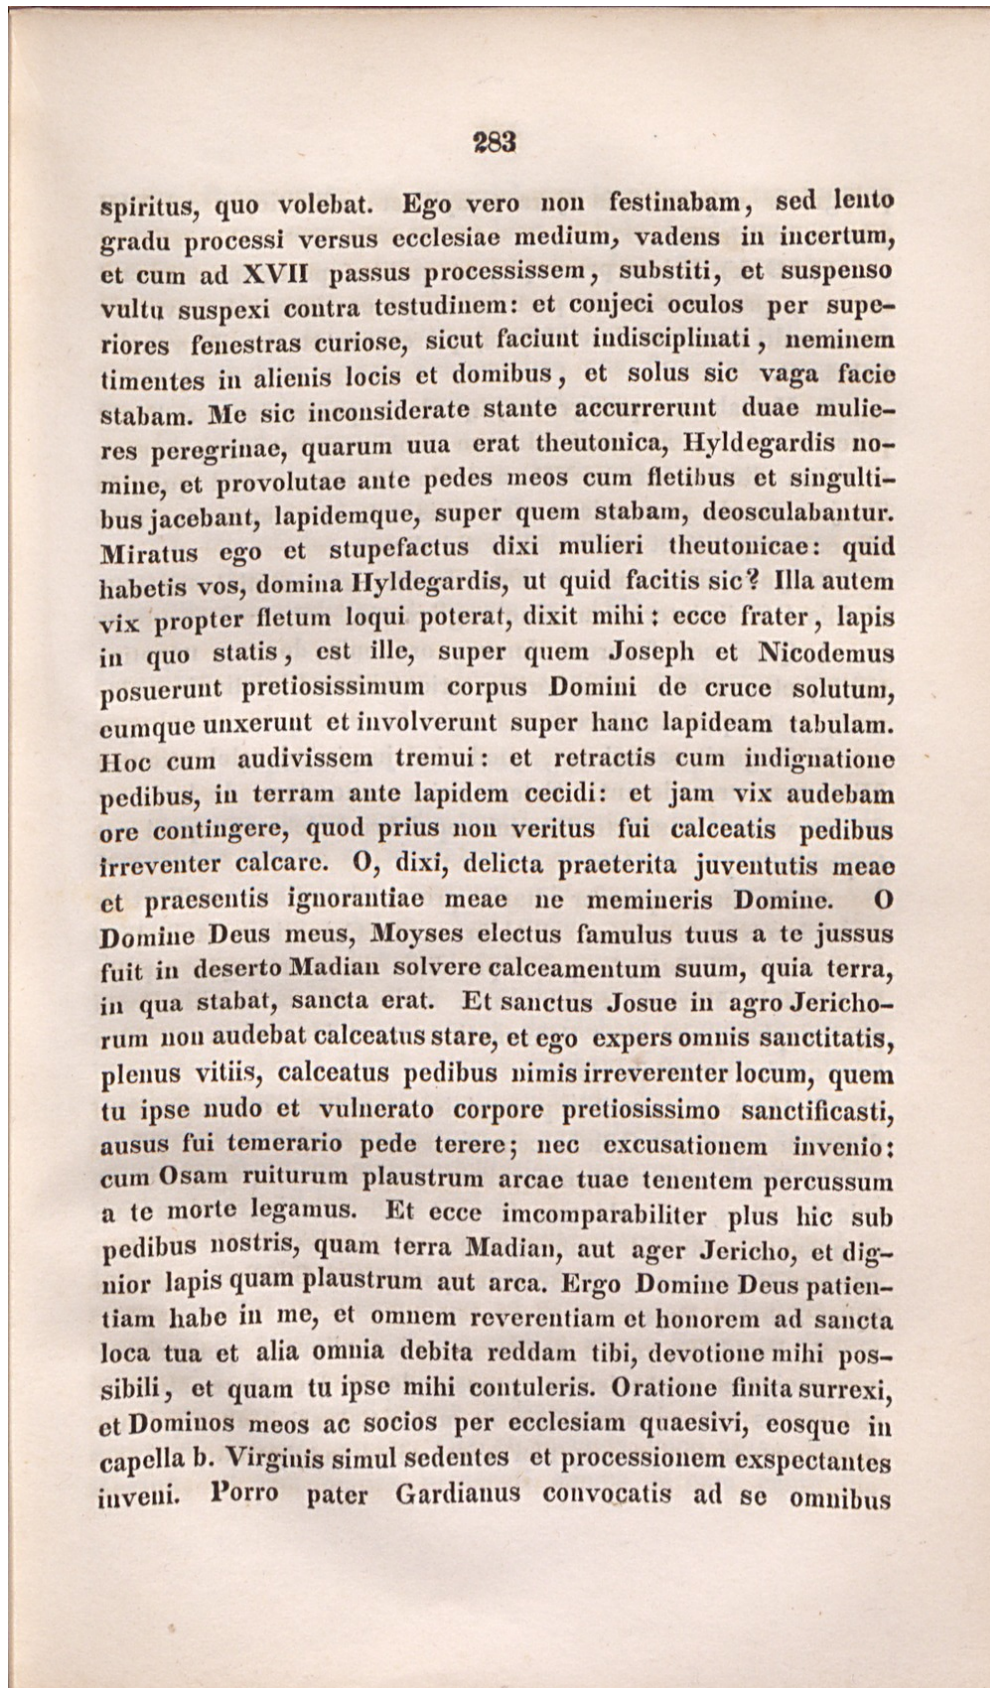 283
spiritus, quo volebat. Ego vero non festinabam, sed lento
gradu processi versus ecclesiae medium, vadens in incertum,
et cum ad XVII passus processissem, substiti, et suspenso
vultu suspexi contra testudinem: et conjeci oculos per supe-
riores fenestras curiose, sicut faciunt indisciplinati, neminem
timentes in alienis locis et domibus, et solus sic vaga facie
stabam. Me sic inconsiderate stante accurrerunt duae mulie-
res peregrinae, quarum uua erat theutonica, Hyldegardis no-
mine, et provolutae ante pedes meos cum fletibus et singulti-
bus jacebant, lapidemque, super quem stabam, deosculabantur.
Miratus ego et stupefactus dixi mulieri theutonicae: quid
habetis vos, domina Hyldegardis, ut quid facitis sic? Illa autem
vix propter fletum loqui poterat, dixit mihi: ecce frater, lapis
in quo statis, est ille, super quem Joseph et Nicodemus
posuerunt pretiosissimum corpus Domini de cruce solutum,
eumque unxerunt et involverunt super hanc lapideam tabulam.
Hoc cum audivissem tremui: et retractis cum indignatione
pedibus, in terram ante lapidem cecidi: et jam vix audebam
ore contingere, quod prius non veritus fui calceatis pedibus
irreventer calcare. O, dixi, delicta praeterita juventutis meae
et praesentis ignorantiae meae ne memineris Domine. O
Domine Deus meus, Moyses electus famulus tuus a te jussus
fuit in deserto Madian solvere calceamentum suum, quia terra,
in qua stabat, sancta erat. Et sanctus Josue in agro Jericho-
rum non audebat calceatus stare, et ego expers omnis sanctitatis,
plenus vitiis, calceatus pedibus nimis irreverenter locum, quem
tu ipse nudo et vulnerato corpore pretiosissimo sanctificasti,
ausus fui temerario pede terere; nec excusationem invenio:
cum Osam ruiturum plaustrum arcae tuae tenentem percussum
a te morte legamus. Et ecce imcomparabiliter plus hic sub
pedibus nostris, quam terra Madian, aut ager Jericho, et dig-
nior lapis quam plaustrum aut arca. Ergo Domine Deus patien-
tiam habe in me, et omnem reverentiam et honorem ad sancta
loca tua et alia omnia debita reddam tibi, devotione mihi pos-
sibili, et quam tu ipse mihi contuleris. Oratione finita surrexi,
et Dominos meos ac socios per ecclesiam quaesivi, eosque in
capella b. Virginis simul sedentes et processionem exspectantes
inveni. Porro pater Gardianus convocatis ad se omnibus